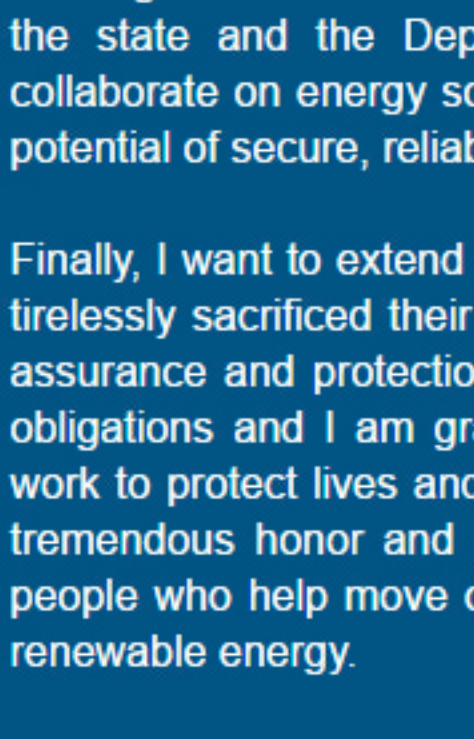 the state and the Dep
collaborate on energy so
potential of secure, reliab
Finally, I want to extend
tirelessly sacrificed their
assurance and protectio
obligations and I am gra
work to protect lives and
tremendous honor and
people who help move o
renewable energy.